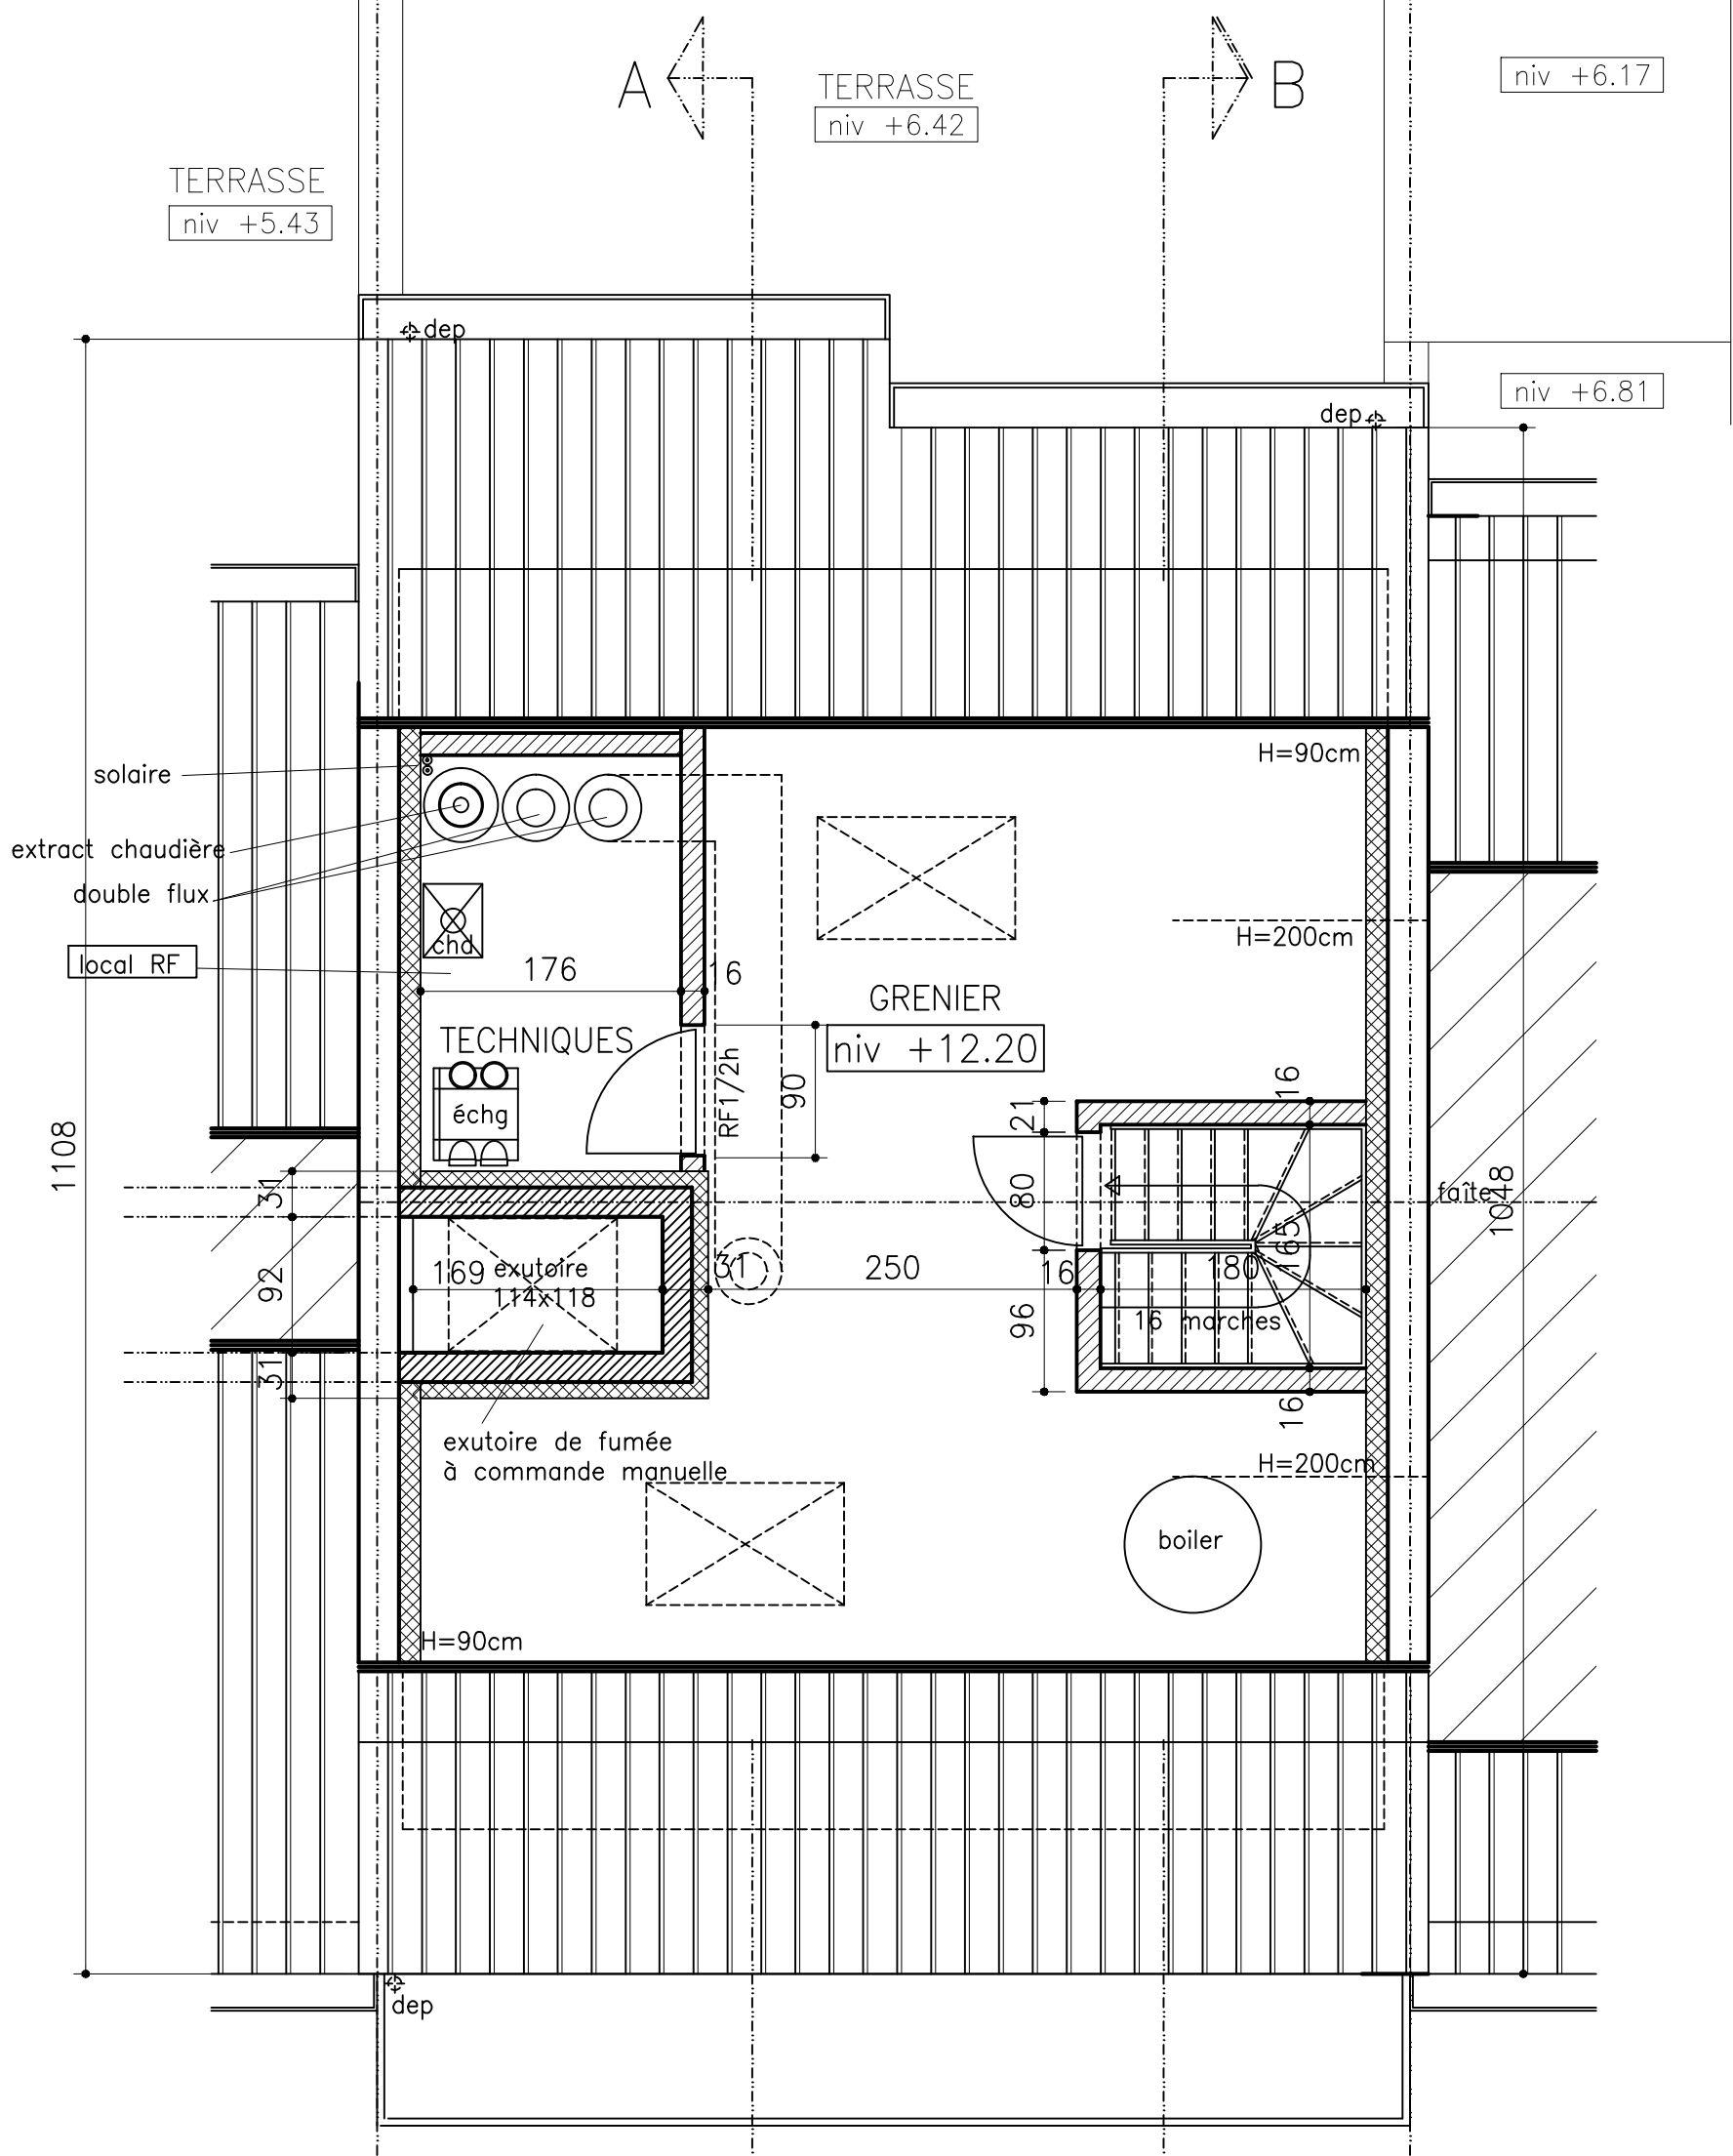 A
B
TERRASSE
niv +6.42
niv +6.17
TERRASSE
niv +5.43
dep
niv +6.81
dep
solaire
H=90cm
extract chaudière
double flux
chd
H=200cm
local RF
176
16
GRENIER
niv +12.20
TECHNIQUES
RF1/2h
90
échg
21
16
1108
31
80
faîte
1048
165
169
exutoire
114x118
31
250
16
180
92
96
16 marches
31
16
exutoire de fumée
à commande manuelle
H=200cm
boiler
H=90cm
dep